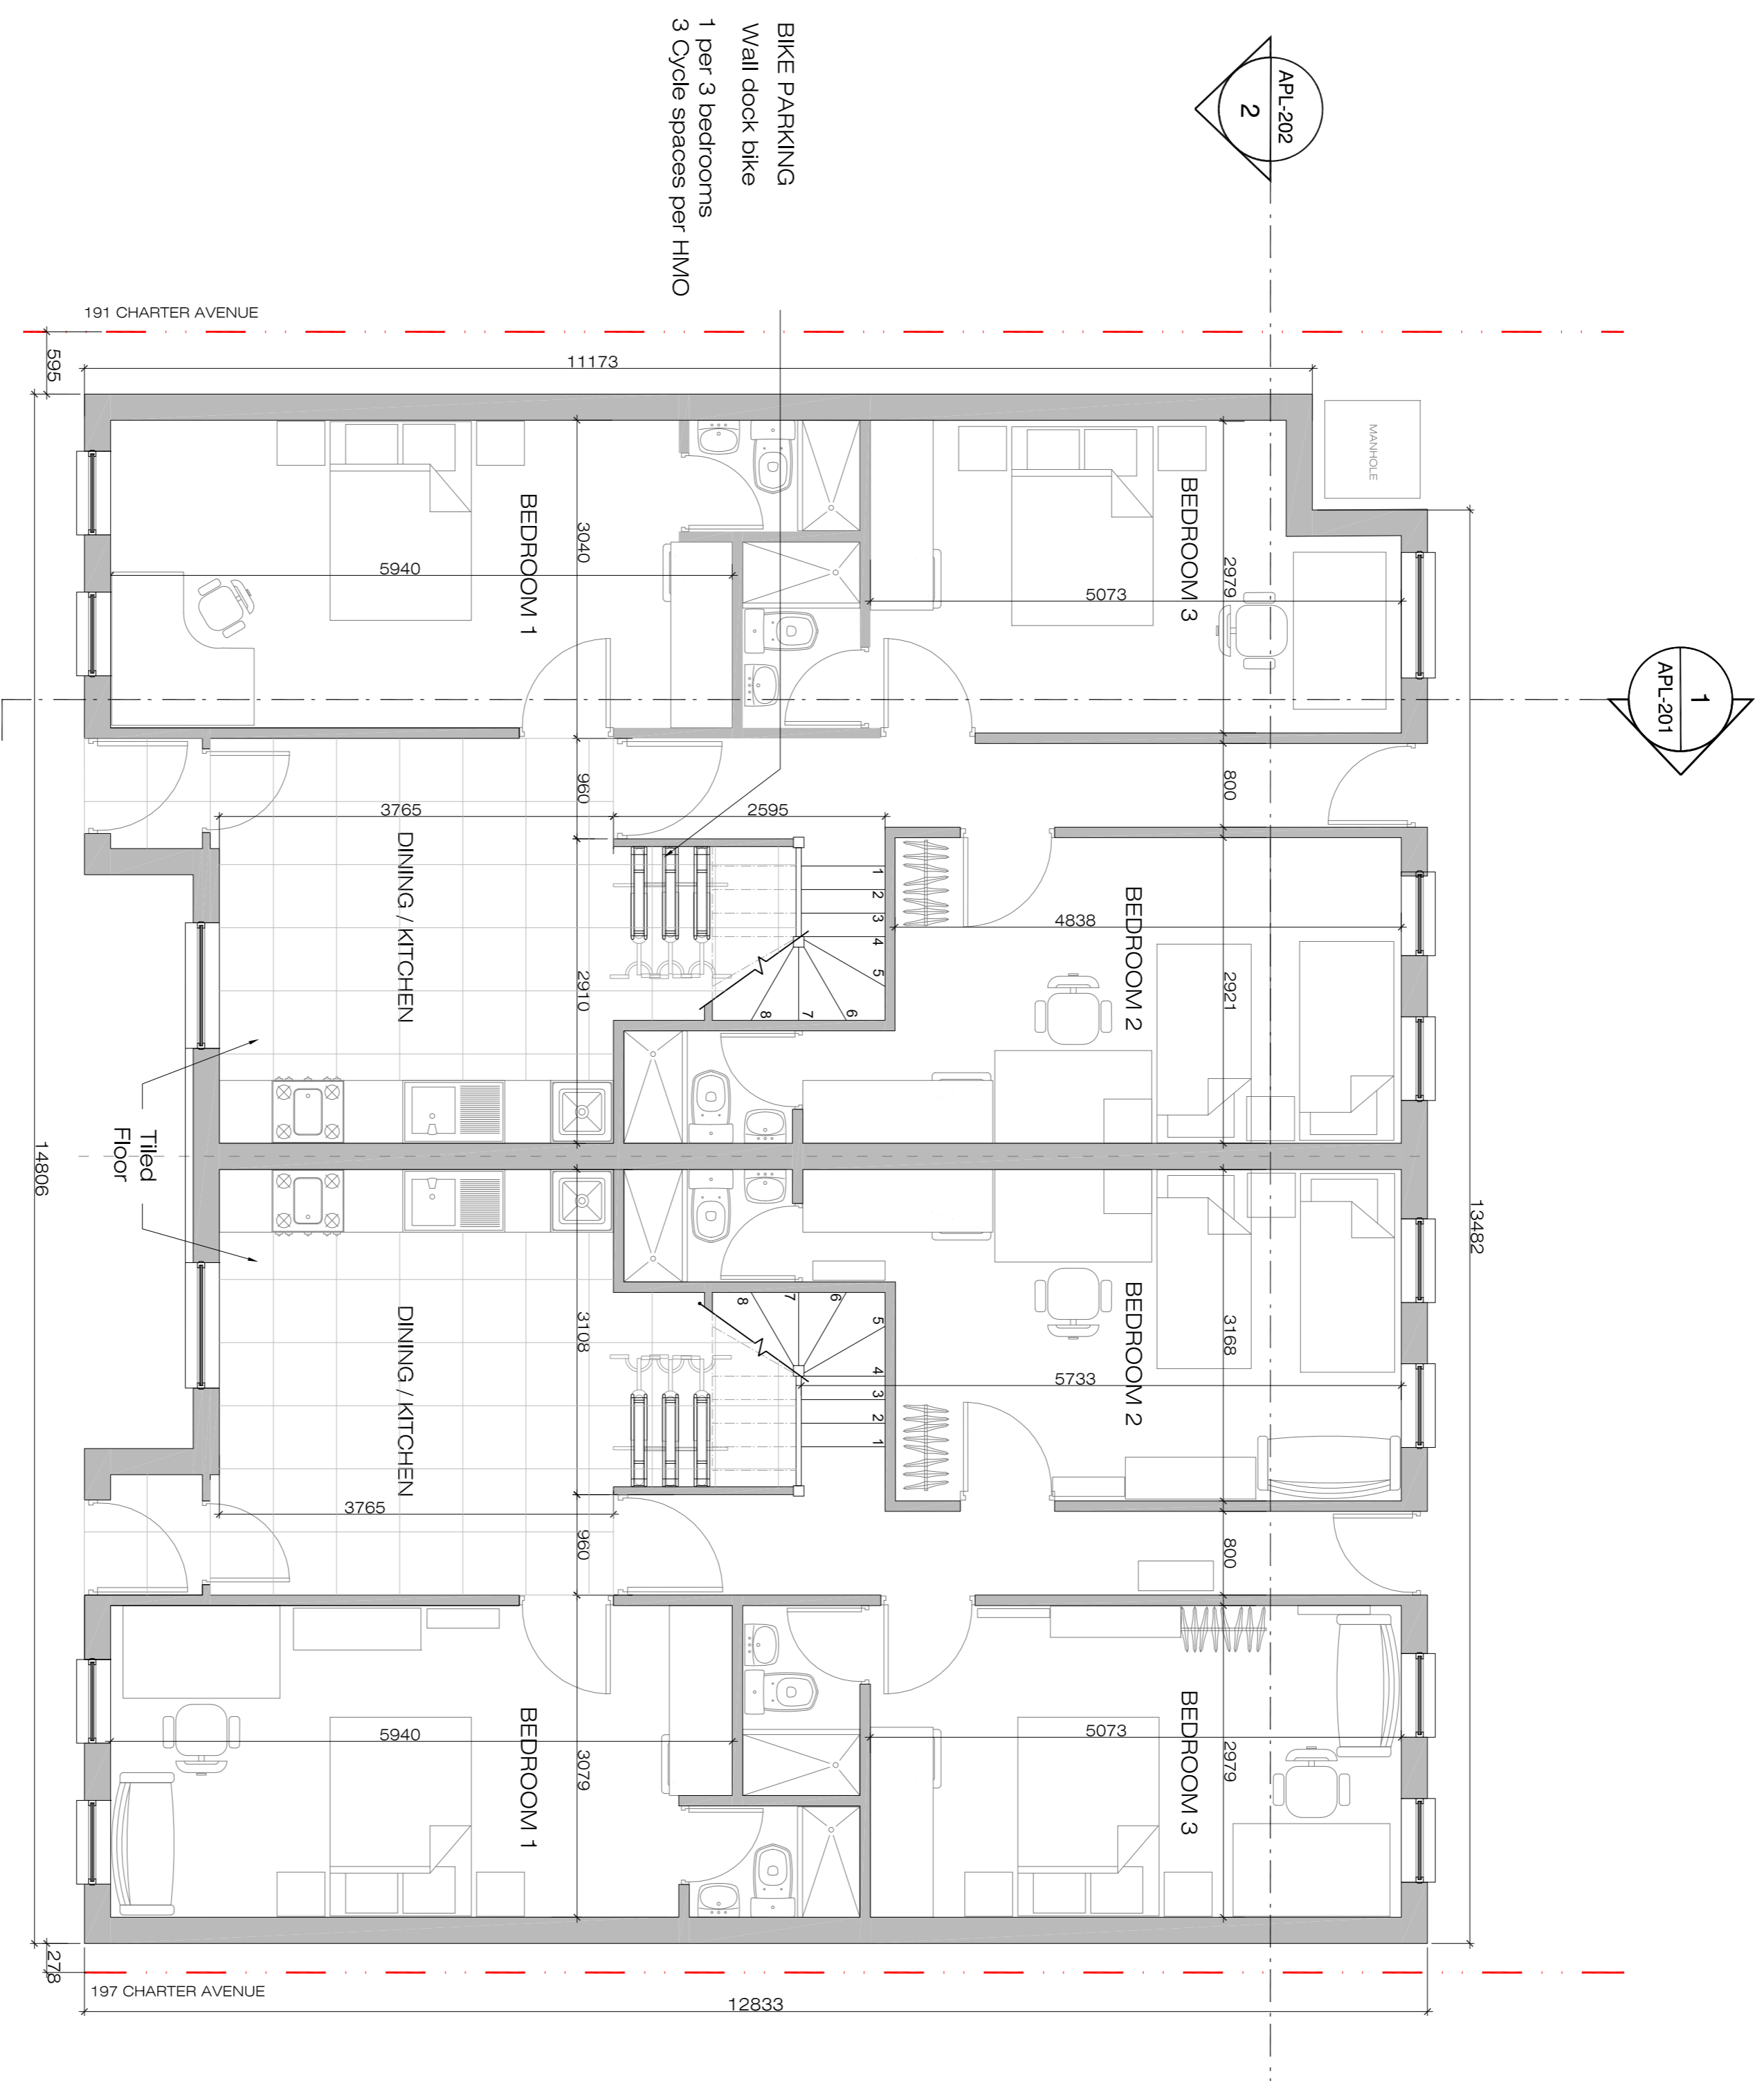 BIKE PARKING
Wall dock bike
1 per 3 bedrooms
3 Cycle spaces per HMO
APL-202
2
1
APL-201
191 CHARTER AVENUE
595
11173
MANHOLE
BEDROOM 1
3040
5940
BEDROOM 3
2979
5073
960
800
3765
2595
DINING / KITCHEN
2910
1
2
3
4
5
6
7
8
BEDROOM 2
4838
2921
14806
Tiled
Floor
13482
DINING / KITCHEN
3108
8
7
6
5
4
3
2
1
BEDROOM 2
3168
5733
3765
960
800
BEDROOM 1
5940
3079
BEDROOM 3
5073
2979
278
197 CHARTER AVENUE
12833